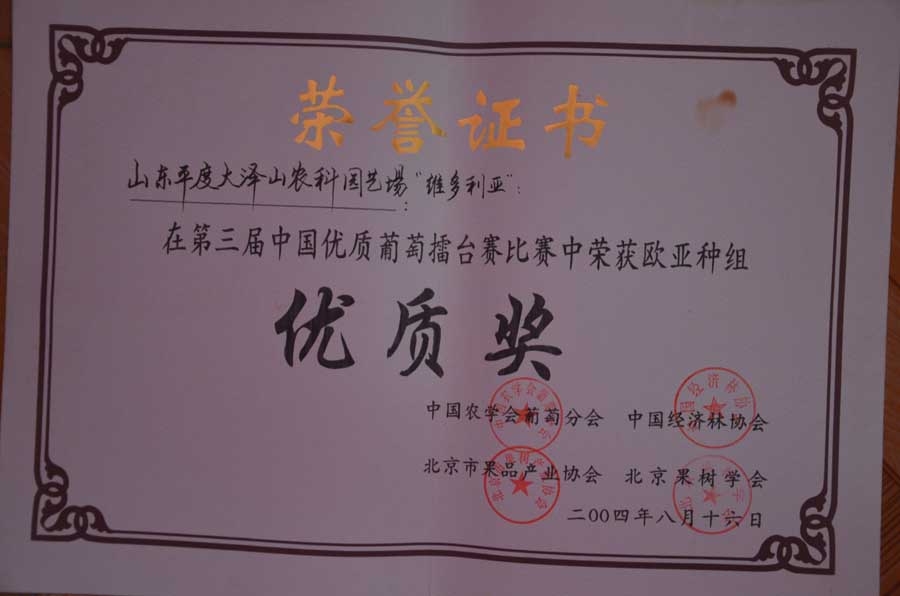 荣誉证书
山东平度大泽山农科园艺場“维多利亚”:
在第三届中国优质葡萄擂台赛比赛中荣获欧亚种组
优质奖
中国农学会葡萄分会 中国经济林协会
北京市果品产业协会 北京果树学会
二00四年八月十六日